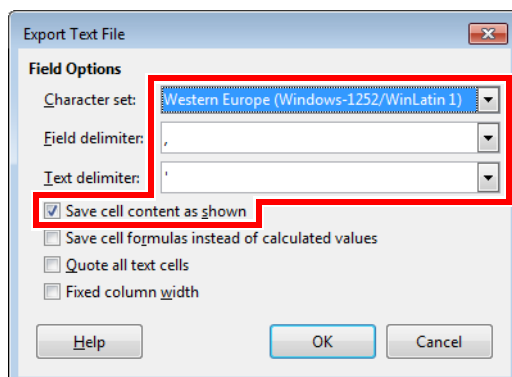 Export Text File
Field Options
Character set: Western Europe (Windows-1252/WinLatin 1)
Field delimiter: ,
Text delimiter: '
Save cell content as shown
Save cell formulas instead of calculated values
Quote all text cells
Fixed column width
Help OK Cancel